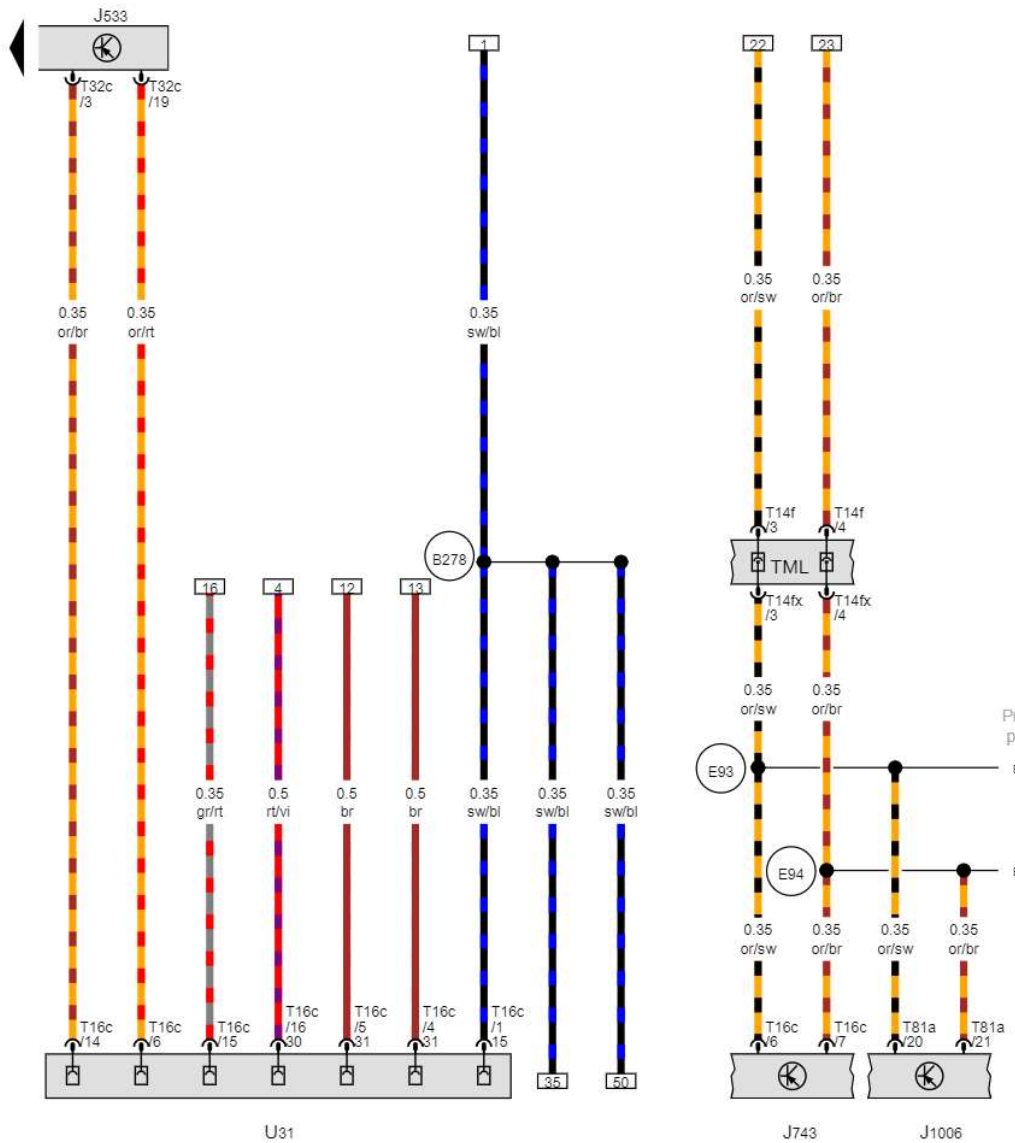 J533
T32c
/3
T32c
/19
1
22
23
0.35
or/br
0.35
or/rt
0.35
sw/bl
0.35
or/sw
0.35
or/br
T14f
/3
T14f
/4
B278
TML
16
4
12
13
T14fx
/3
T14fx
/4
0.35
or/sw
0.35
or/br
E93
0.35
gr/rt
0.5
rt/vi
0.5
br
0.5
br
0.35
sw/bl
0.35
sw/bl
0.35
sw/bl
E94
0.35
or/sw
0.35
or/br
0.35
or/sw
0.35
or/br
T16c
/14
T16c
/6
T16c
/15
T16c
/16
30
T16c
/5
31
T16c
/4
31
T16c
/1
15
T16c
/6
T16c
/7
T81a
/20
T81a
/21
35
50
U31
J743
J1006